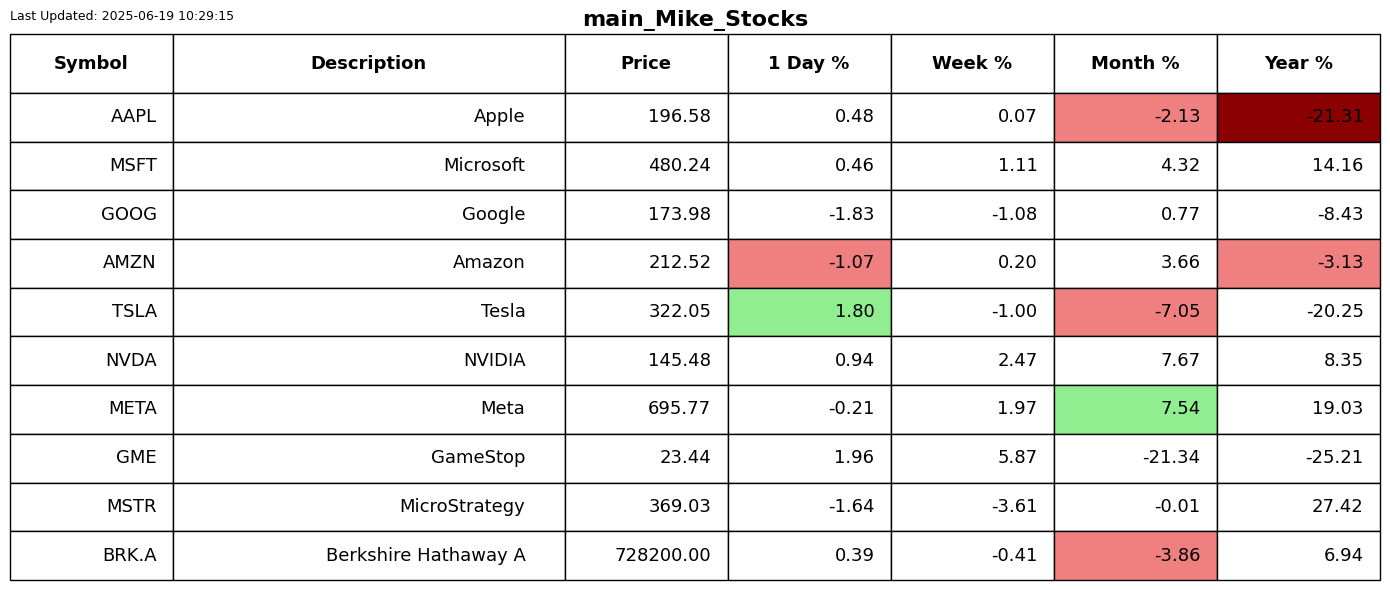 Last Updated: 2025-06-19 10:29:15
main_Mike_Stocks
Symbol Description Price 1 Day % Week % Month % Year %
AAPL Apple 196.58 0.48 0.07 -2.13 -21.31
MSFT Microsoft 480.24 0.46 1.11 4.32 14.16
GOOG Google 173.98 -1.83 -1.08 0.77 -8.43
AMZN Amazon 212.52 -1.07 0.20 3.66 -3.13
TSLA Tesla 322.05 1.80 -1.00 -7.05 -20.25
NVDA NVIDIA 145.48 0.94 2.47 7.67 8.35
META Meta 695.77 -0.21 1.97 7.54 19.03
GME GameStop 23.44 1.96 5.87 -21.34 -25.21
MSTR MicroStrategy 369.03 -1.64 -3.61 -0.01 27.42
BRK.A Berkshire Hathaway A 728200.00 0.39 -0.41 -3.86 6.94